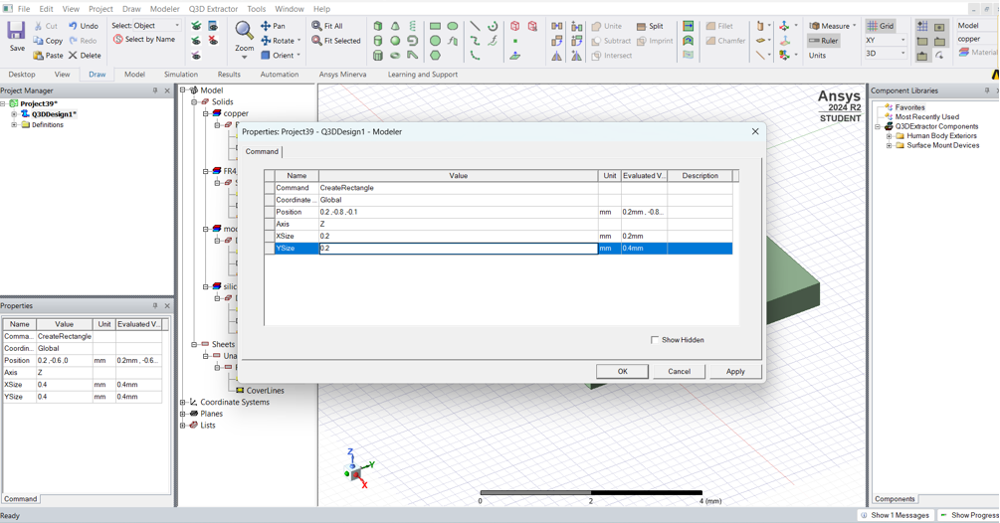 File Edit View Project Draw Modeler Q3D Extractor Tools Window Help
Save
Cut
Copy
Paste
Undo
Redo
Delete
Select: Object
Select by Name
Zoom
Pan
Rotate
Orient
Fit All
Fit Selected
Unite
Subtract
Intersect
Split
Imprint
Fillet
Chamfer
Measure
Ruler
Units
Grid
XY
3D
Model
copper
Material
Desktop View Draw Model Simulation Results Automation Ansys Minerva Learning and Support
Project Manager
Project39*
Q3DDesign1*
Definitions
Model
Solids
copper
FR4
silic
Sheets
Una
CoverLines
Coordinate Systems
Planes
Lists
Ansys
2024 R2
STUDENT
Component Libraries
Favorites
Most Recently Used
Q3DExtractor Components
Human Body Exteriors
Surface Mount Devices
Components
Properties: Project39 - Q3DDesign1 - Modeler
Command
Name Value Unit Evaluated V... Description
Command CreateRectangle
Coordinate ... Global
Position 0.2 ,-0.8 ,-0.1 mm 0.2mm , -0.8...
Axis Z
XSize 0.2 mm 0.2mm
YSize 0.2 mm 0.4mm
Show Hidden
OK Cancel Apply
Properties
Name Value Unit Evaluated V...
Comma... CreateRectangle
Coordin... Global
Position 0.2 ,-0.6 ,0 mm 0.2mm , -0.6...
Axis Z
XSize 0.4 mm 0.4mm
YSize 0.4 mm 0.4mm
Command
Z
Y
X
0 2 4 (mm)
Ready
Show 1 Messages
Show Progress